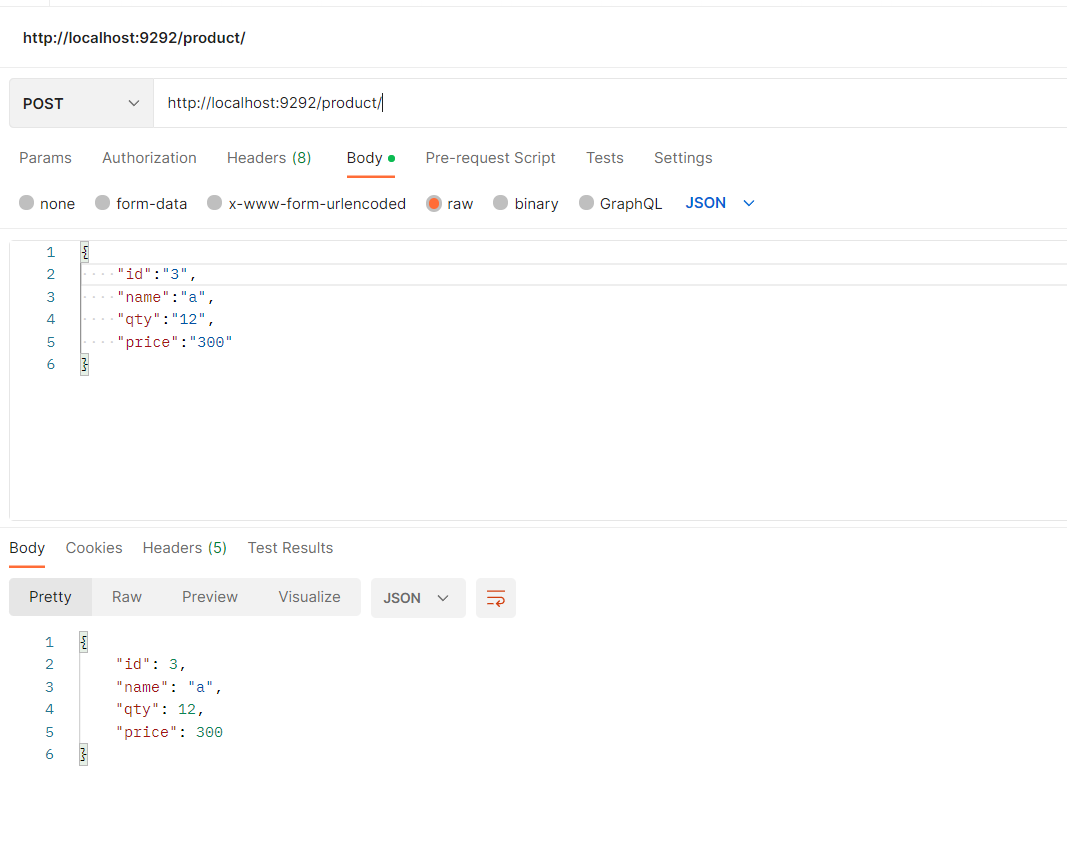 http://localhost:9292/product/
POST http://localhost:9292/product/
Params Authorization Headers (8) Body Pre-request Script Tests Settings
none form-data x-www-form-urlencoded raw binary GraphQL JSON
1 {
2 ····"id":"3",
3 ····"name":"a",
4 ····"qty":"12",
5 ····"price":"300"
6 }
Body Cookies Headers (5) Test Results
Pretty Raw Preview Visualize JSON
1 {
2 "id": 3,
3 "name": "a",
4 "qty": 12,
5 "price": 300
6 }